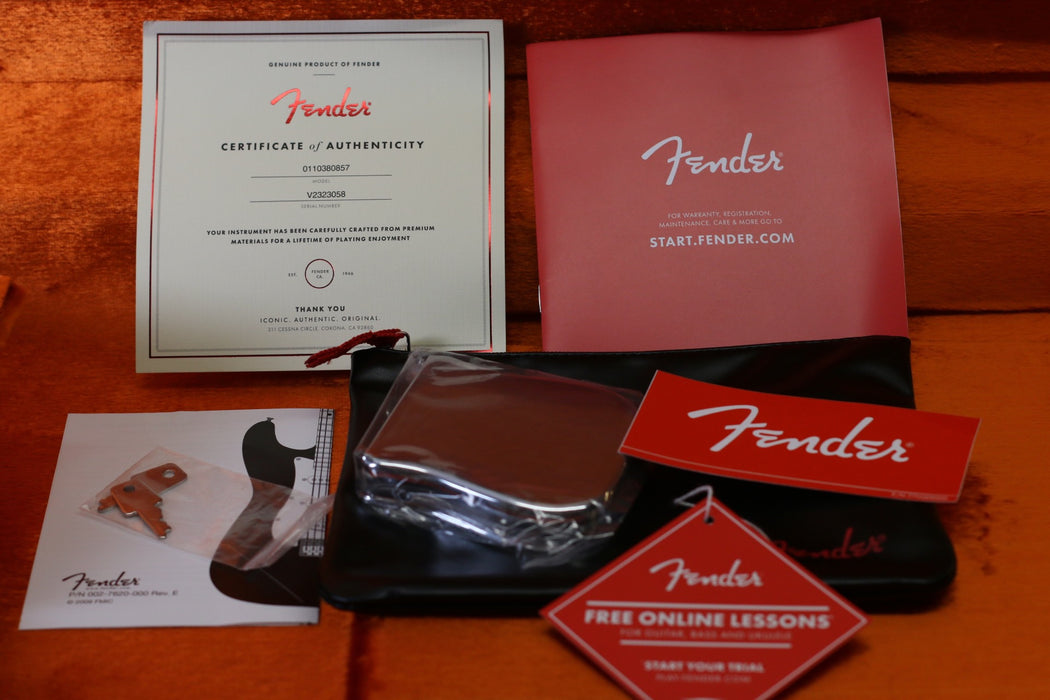 GENUINE PRODUCT OF FENDER
Fender
CERTIFICATE of AUTHENTICITY
0110380857
MODEL
V2323058
SERIAL NUMBER
YOUR INSTRUMENT HAS BEEN CAREFULLY CRAFTED FROM PREMIUM
MATERIALS FOR A LIFETIME OF PLAYING ENJOYMENT
EST. FENDER CA. 1946
THANK YOU
ICONIC. AUTHENTIC. ORIGINAL.
311 CESSNA CIRCLE, CORONA, CA 92880
Fender
FOR WARRANTY, REGISTRATION,
MAINTENANCE, CARE & MORE GO TO
START.FENDER.COM
Fender®
Fender
Fender
P/N 002-7620-000 Rev. E
© 2009 FMIC
Fender
FREE ONLINE LESSONS
FOR GUITAR, BASS AND UKULELE
START YOUR TRIAL
PLAY.FENDER.COM